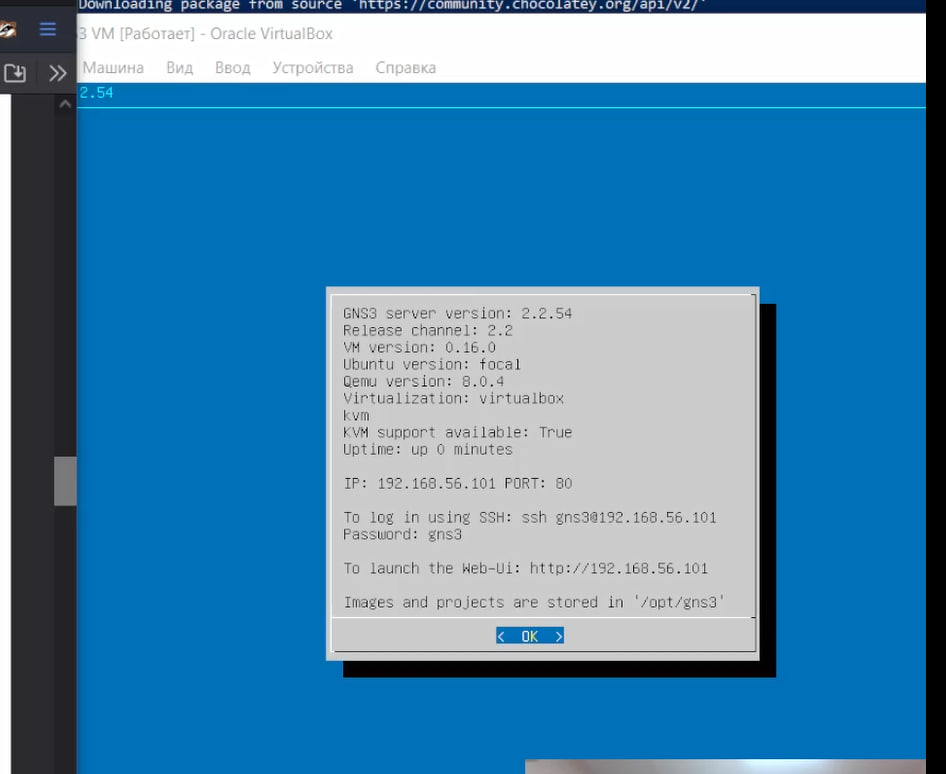 Downloading package from source 'https://community.chocolatey.org/api/v2/'
3 VM [Работает] - Oracle VirtualBox
Машина Вид Ввод Устройства Справка
2.54
GNS3 server version: 2.2.54
Release channel: 2.2
VM version: 0.16.0
Ubuntu version: focal
Qemu version: 8.0.4
Virtualization: virtualbox
kvm
KVM support available: True
Uptime: up 0 minutes
IP: 192.168.56.101 PORT: 80
To log in using SSH: ssh gns3@192.168.56.101
Password: gns3
To launch the Web-Ui: http://192.168.56.101
Images and projects are stored in '/opt/gns3'
< OK >